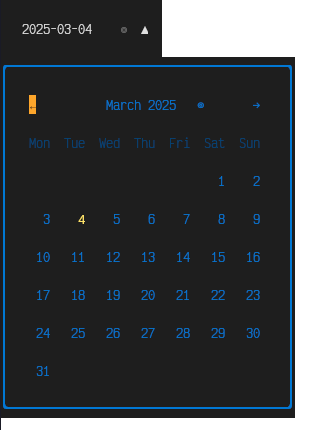 2025-03-04 ● ▲
← March 2025 ● →
Mon Tue Wed Thu Fri Sat Sun
1 2
3 4 5 6 7 8 9
10 11 12 13 14 15 16
17 18 19 20 21 22 23
24 25 26 27 28 29 30
31